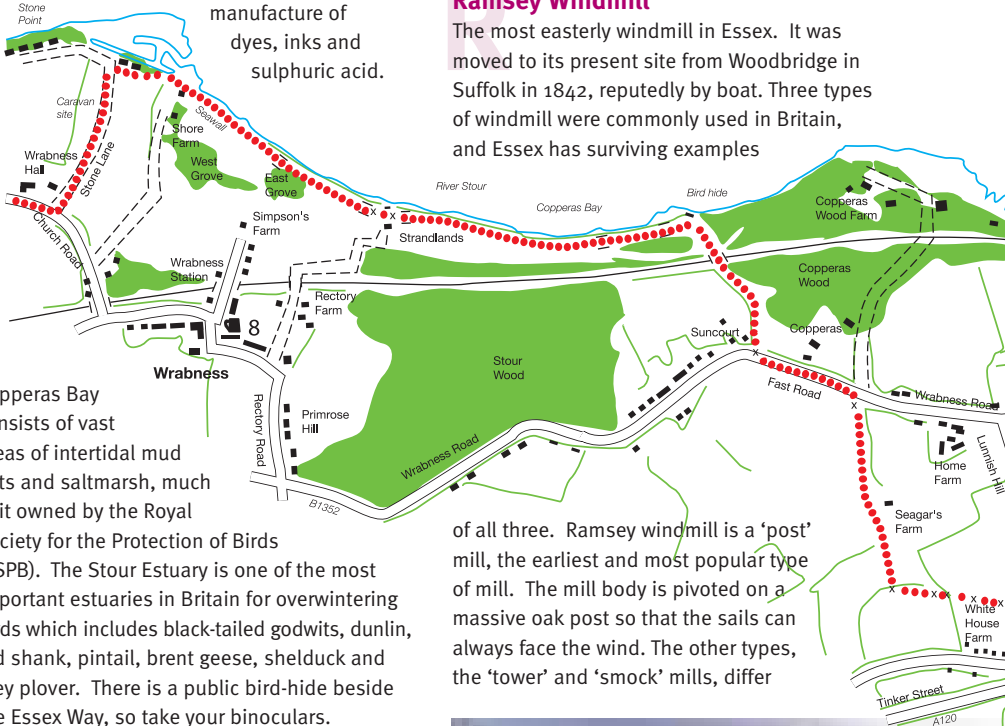 manufacture of
dyes, inks and
sulphuric acid.
Ramsey Windmill
R
The most easterly windmill in Essex. It was
moved to its present site from Woodbridge in
Suffolk in 1842, reputedly by boat. Three types
of windmill were commonly used in Britain,
and Essex has surviving examples
Stone
Point
Caravan
site
Seawall
Shore
Farm
West
Grove
East
Grove
Wrabness
Hall
Stone Lane
Church Road
Simpson's
Farm
Wrabness
Station
River Stour
Copperas Bay
Bird hide
x x
Strandlands
Copperas
Wood Farm
Copperas
Wood
Rectory
Farm
8
Wrabness
Stour
Wood
Suncourt
Copperas
x
Fast Road
x
Wrabness Road
Rectory Road
Primrose
Hill
Wrabness Road
B1352
Home
Farm
Lunnish Hill
Seagar's
Farm
x x x x x
White
House
Farm
Tinker Street
A120
pperas Bay
nsists of vast
eas of intertidal mud
ts and saltmarsh, much
it owned by the Royal
ciety for the Protection of Birds
SPB). The Stour Estuary is one of the most
portant estuaries in Britain for overwintering
ds which includes black-tailed godwits, dunlin,
d shank, pintail, brent geese, shelduck and
ey plover. There is a public bird-hide beside
e Essex Way, so take your binoculars.
of all three. Ramsey windmill is a ‘post’
mill, the earliest and most popular type
of mill. The mill body is pivoted on a
massive oak post so that the sails can
always face the wind. The other types,
the ‘tower’ and ‘smock’ mills, differ